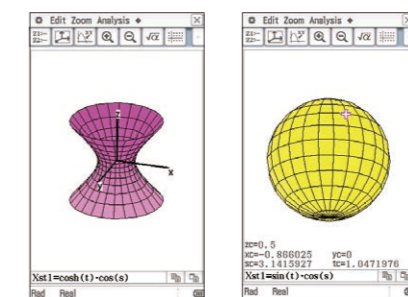 Edit Zoom Analysis
z
x
y
Xst1=cosh(t)·cos(s)
Rad Real
Edit Zoom Analysis
zc=0.5
xc=-0.866025 yc=0
sc=3.1415927 tc=1.0471976
Xst1=sin(t)·cos(s)
Rad Real